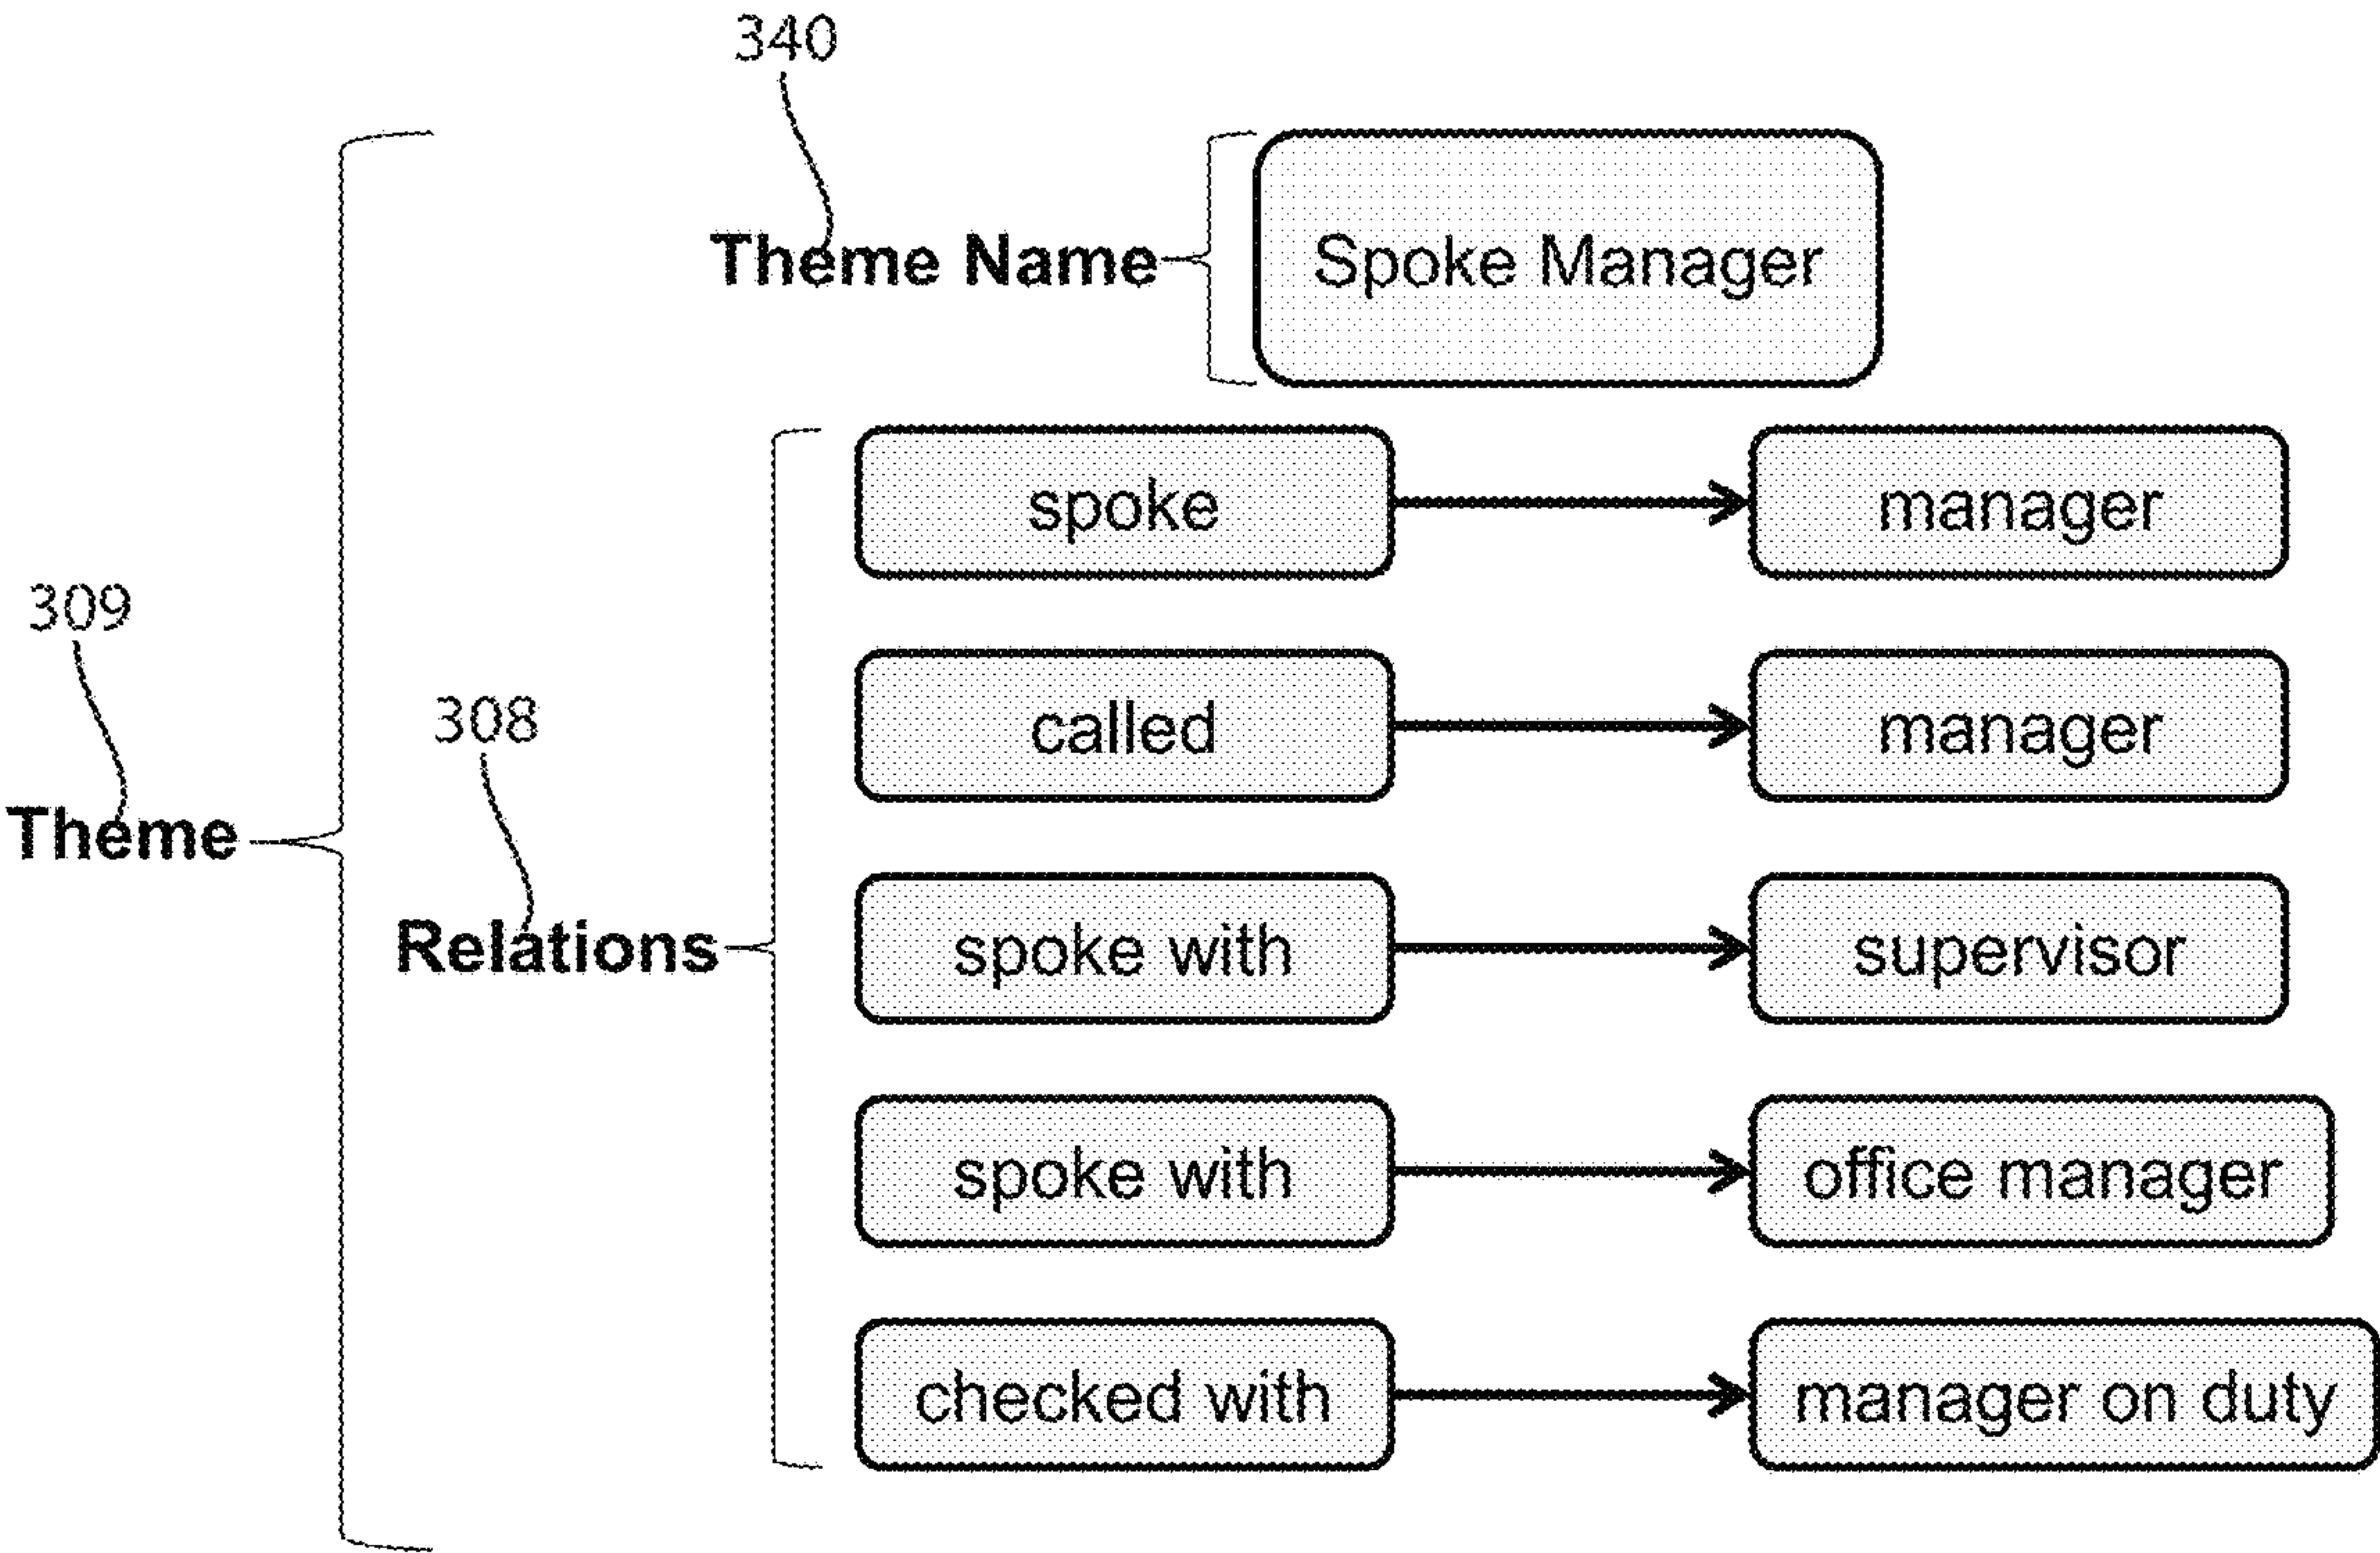 340
Theme Name Spoke Manager
spoke manager
309
308
called manager
Theme
Relations
spoke with supervisor
spoke with office manager
checked with manager on duty